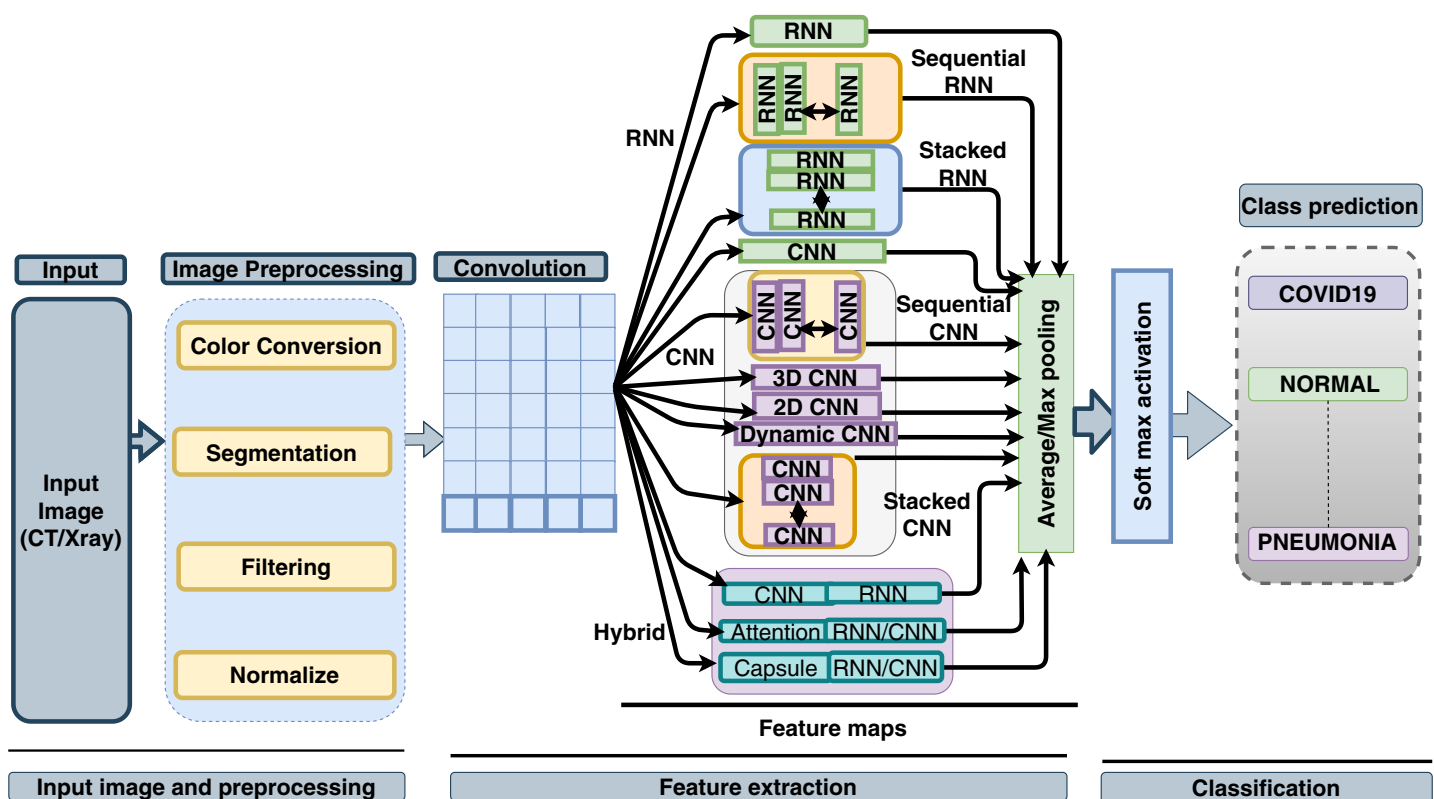 Input
Input
Image
(CT/Xray)
Image Preprocessing
Color Conversion
Segmentation
Filtering
Normalize
Convolution
RNN
CNN
Hybrid
RNN
RNN
RNN
RNN
Sequential
RNN
RNN
RNN
RNN
Stacked
RNN
CNN
CNN
CNN
CNN
Sequential
CNN
3D CNN
2D CNN
Dynamic CNN
CNN
CNN
CNN
Stacked
CNN
CNN RNN
Attention RNN/CNN
Capsule RNN/CNN
Feature maps
Average/Max pooling
Soft max activation
Class prediction
COVID19
NORMAL
PNEUMONIA
Input image and preprocessing
Feature extraction
Classification